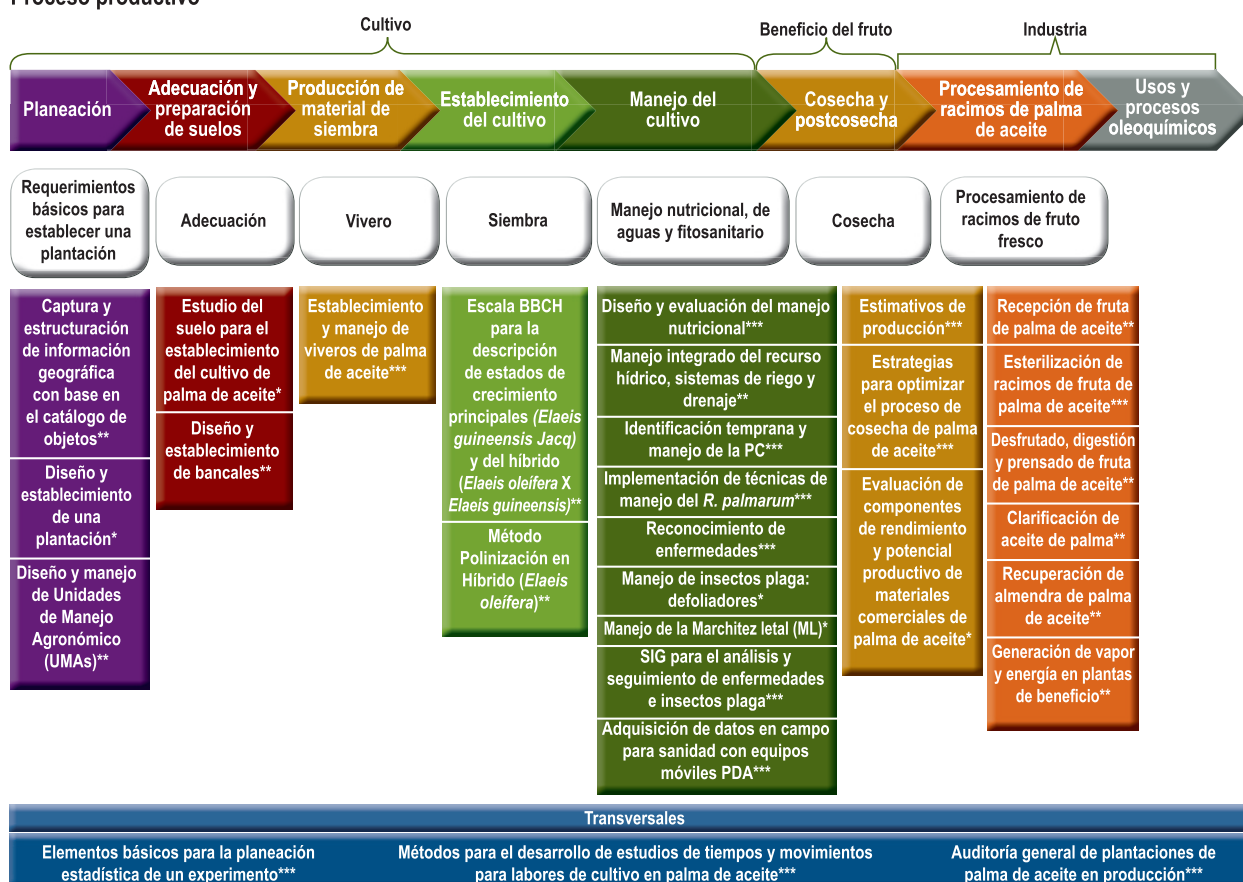 Proceso productivo
Cultivo
Beneficio del fruto
Industria
Planeación
Adecuación y
preparación
de suelos
Producción de
material de
siembra
Establecimiento
del cultivo
Manejo del
cultivo
Cosecha y
postcosecha
Procesamiento de
racimos de palma
de aceite
Usos y
procesos
oleoquímicos
Requerimientos
básicos para
establecer una
plantación
Adecuación
Vivero
Siembra
Manejo nutricional, de
aguas y fitosanitario
Cosecha
Procesamiento de
racimos de fruto
fresco
Captura y
estructuración
de información
geográfica
con base en
el catálogo de
objetos**
Diseño y
establecimiento
de una
plantación*
Diseño y manejo
de Unidades
de Manejo
Agronómico
(UMAs)**
Estudio del
suelo para el
establecimiento
del cultivo de
palma de aceite*
Diseño y
establecimiento
de bancales**
Establecimiento
y manejo de
viveros de palma
de aceite***
Escala BBCH
para la
descripción
de estados de
crecimiento
principales (Elaeis
guineensis Jacq)
y del híbrido
(Elaeis oleífera X
Elaeis guineensis)**
Método
Polinización en
Híbrido (Elaeis
oleífera)**
Diseño y evaluación del manejo
nutricional***
Manejo integrado del recurso
hídrico, sistemas de riego y
drenaje**
Identificación temprana y
manejo de la PC***
Implementación de técnicas de
manejo del R. palmarum***
Reconocimiento de
enfermedades***
Manejo de insectos plaga:
defoliadores*
Manejo de la Marchitez letal (ML)*
SIG para el análisis y
seguimiento de enfermedades
e insectos plaga***
Adquisición de datos en campo
para sanidad con equipos
móviles PDA***
Estimativos de
producción***
Estrategias
para optimizar
el proceso de
cosecha de palma
de aceite***
Evaluación de
componentes
de rendimiento
y potencial
productivo de
materiales
comerciales de
palma de aceite*
Recepción de fruta
de palma de aceite**
Esterilización de
racimos de fruta de
palma de aceite***
Desfrutado, digestión
y prensado de fruta
de palma de aceite**
Clarificación de
aceite de palma**
Recuperación de
almendra de palma
de aceite**
Generación de vapor
y energía en plantas
de beneficio**
Transversales
Elementos básicos para la planeación
estadística de un experimento***
Métodos para el desarrollo de estudios de tiempos y movimientos
para labores de cultivo en palma de aceite***
Auditoría general de plantaciones de
palma de aceite en producción***